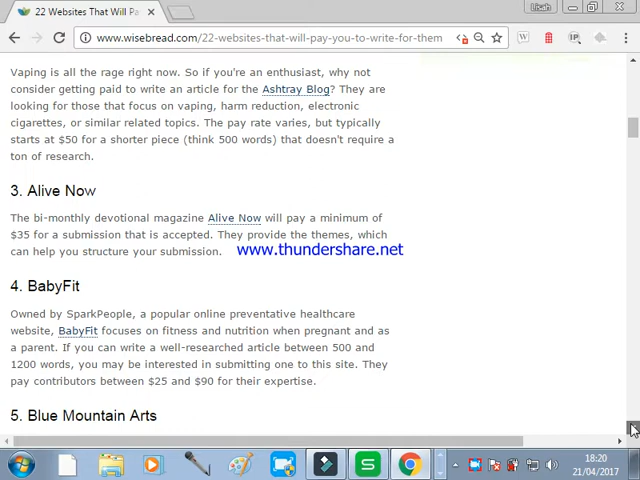 22 Websites That Will Pa
Lisah
www.wisebread.com/22-websites-that-will-pay-you-to-write-for-them
Vaping is all the rage right now. So if you're an enthusiast, why not
consider getting paid to write an article for the Ashtray Blog? They are
looking for those that focus on vaping, harm reduction, electronic
cigarettes, or similar related topics. The pay rate varies, but typically
starts at $50 for a shorter piece (think 500 words) that doesn't require a
ton of research.
3. Alive Now
The bi-monthly devotional magazine Alive Now will pay a minimum of
$35 for a submission that is accepted. They provide the themes, which
can help you structure your submission.
www.thundershare.net
4. BabyFit
Owned by SparkPeople, a popular online preventative healthcare
website, BabyFit focuses on fitness and nutrition when pregnant and as
a parent. If you can write a well-researched article between 500 and
1200 words, you may be interested in submitting one to this site. They
pay contributors between $25 and $90 for their expertise.
5. Blue Mountain Arts
18:20
21/04/2017